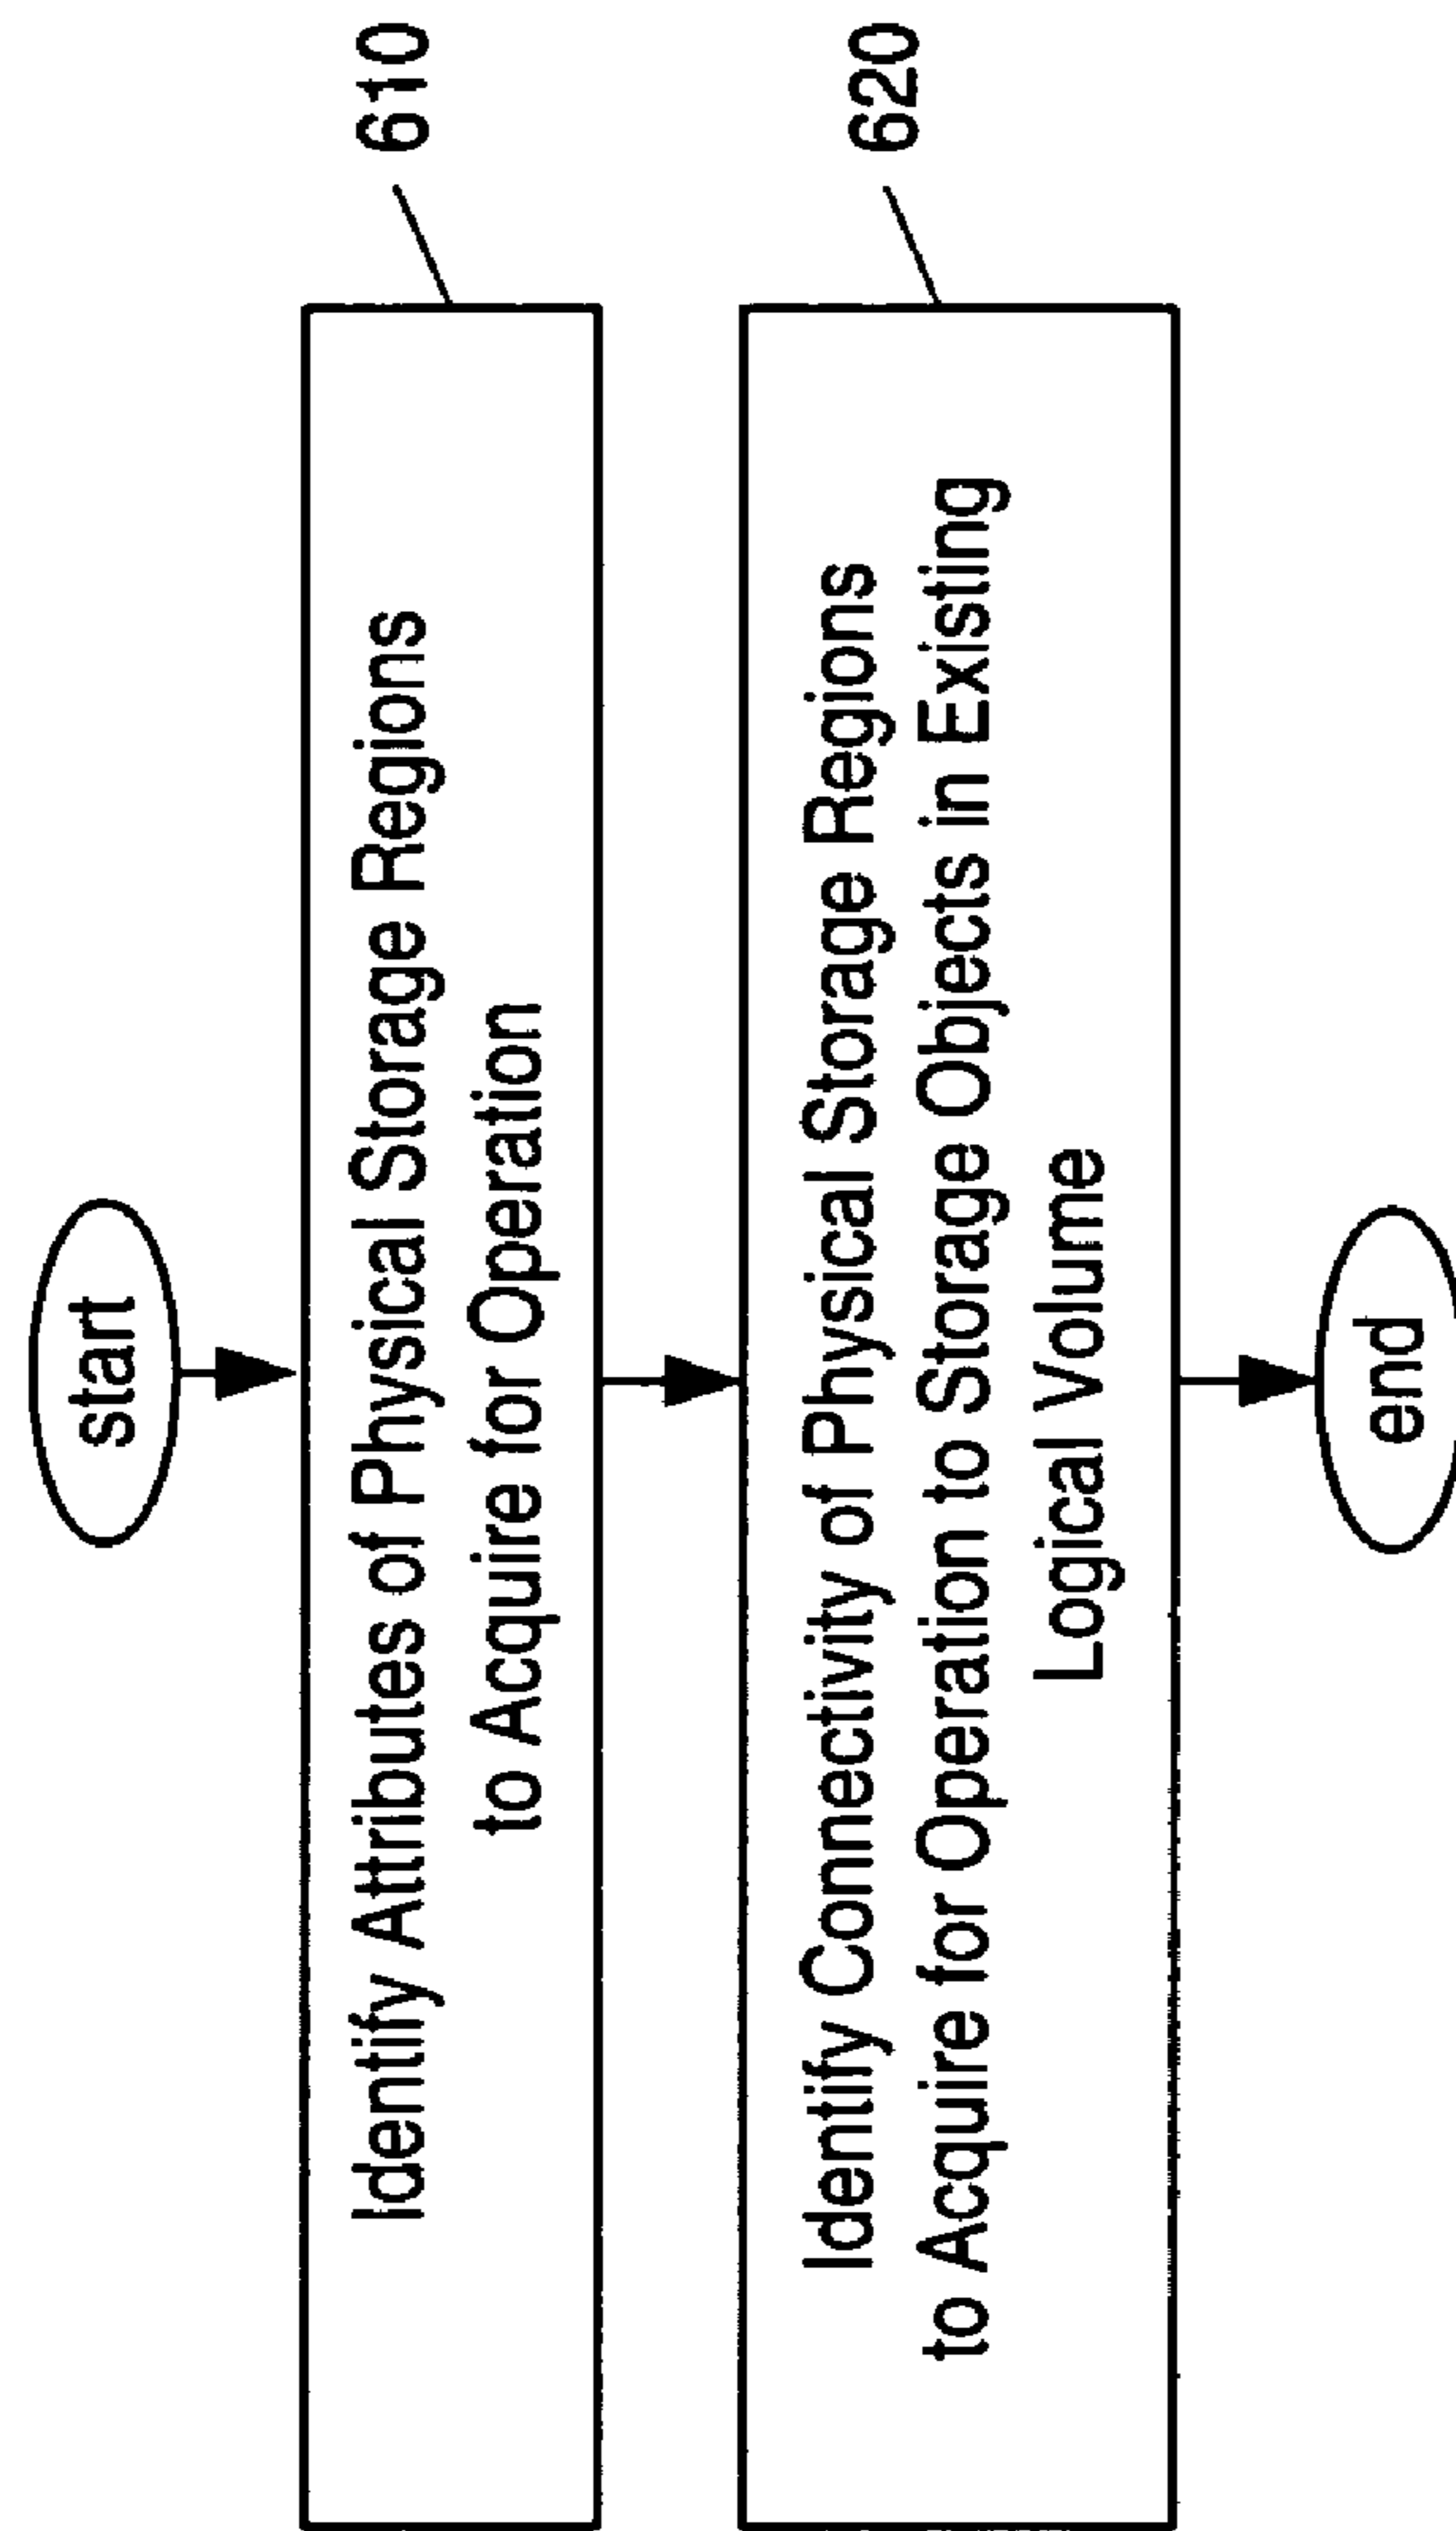 start
Identify Attributes of Physical Storage Regions
to Acquire for Operation
610
Identify Connectivity of Physical Storage Regions
to Acquire for Operation to Storage Objects in Existing
Logical Volume
620
end